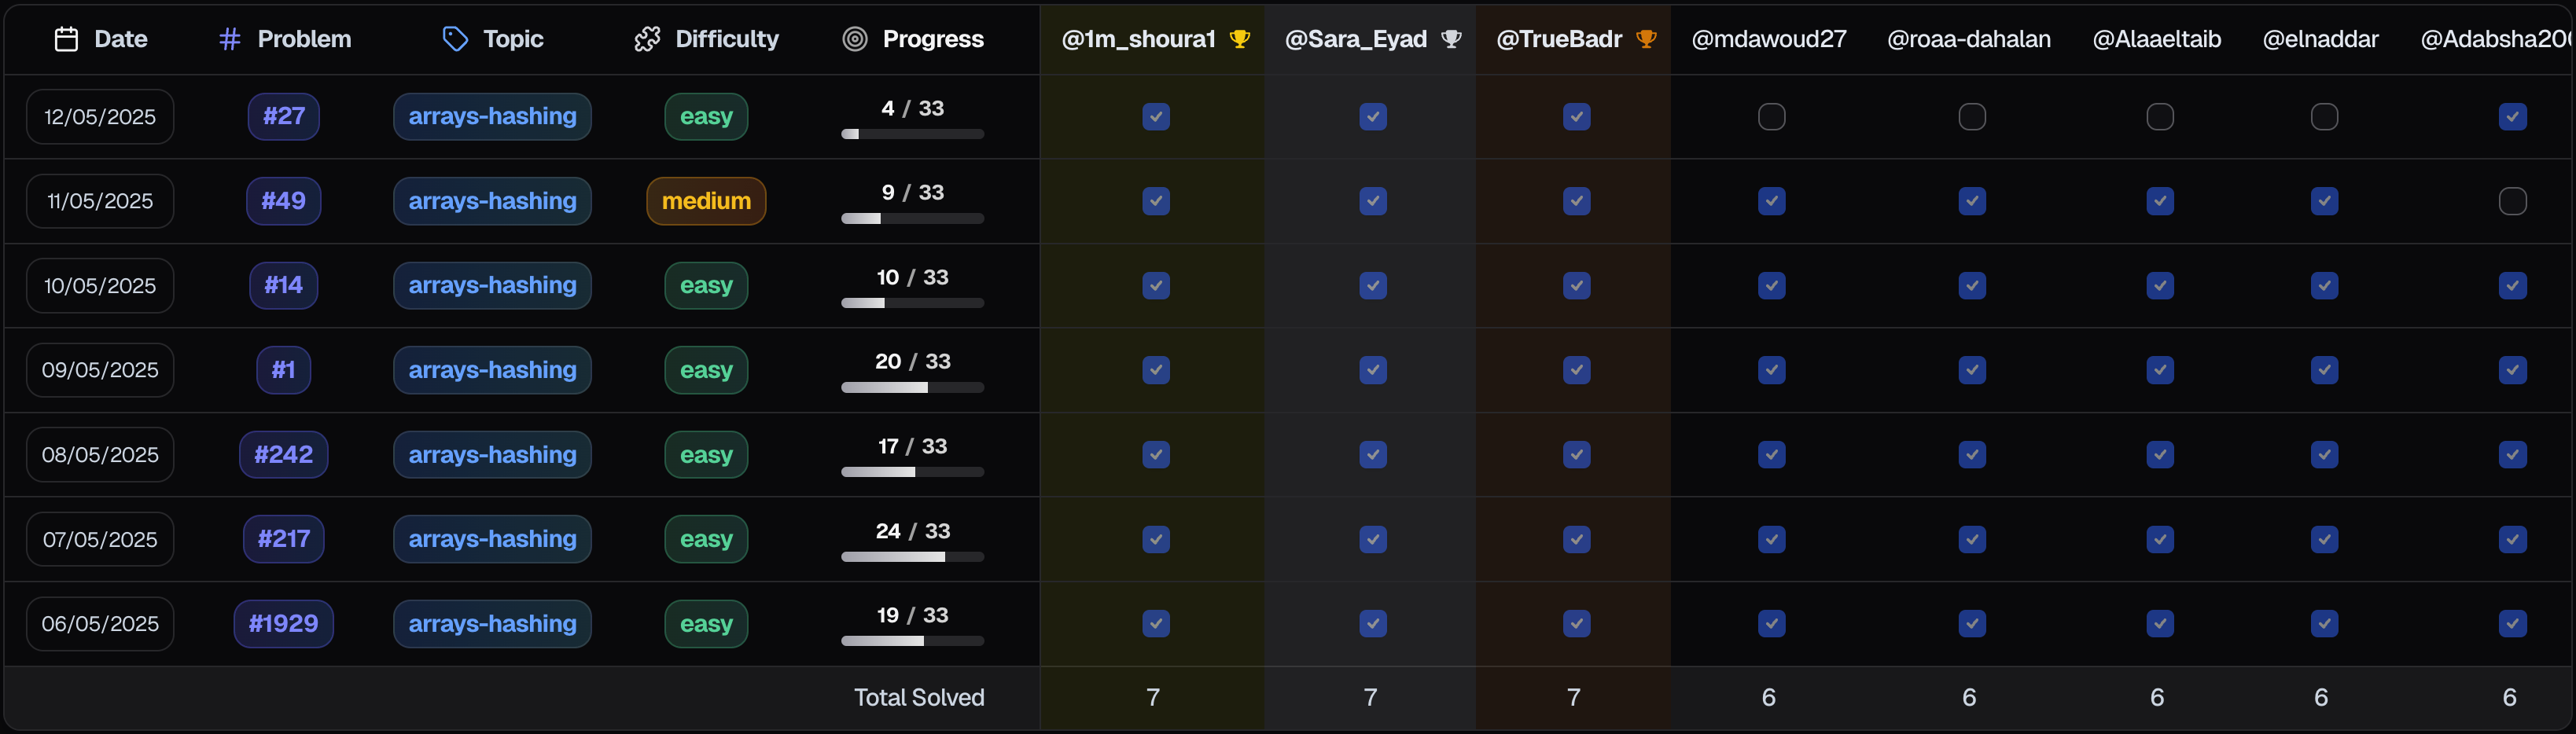 Date # Problem Topic Difficulty Progress @1m_shoura1 @Sara_Eyad @TrueBadr @mdawoud27 @roaa-dahalan @Alaaeltaib @elnaddar @Adabsha20
12/05/2025 #27 arrays-hashing easy 4 / 33
11/05/2025 #49 arrays-hashing medium 9 / 33
10/05/2025 #14 arrays-hashing easy 10 / 33
09/05/2025 #1 arrays-hashing easy 20 / 33
08/05/2025 #242 arrays-hashing easy 17 / 33
07/05/2025 #217 arrays-hashing easy 24 / 33
06/05/2025 #1929 arrays-hashing easy 19 / 33
Total Solved 7 7 7 6 6 6 6 6